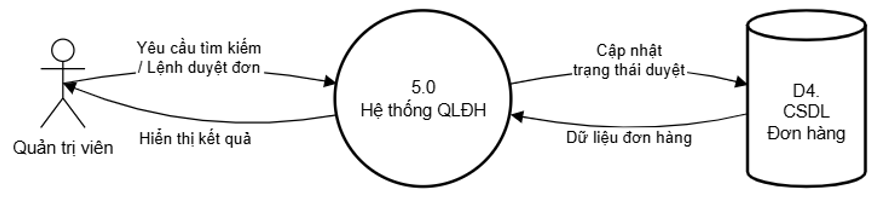 Yêu cầu tìm kiếm
/ Lệnh duyệt đơn
Hiển thị kết quả
Quản trị viên
5.0
Hệ thống QLĐH
Cập nhật
trạng thái duyệt
Dữ liệu đơn hàng
D4.
CSDL
Đơn hàng